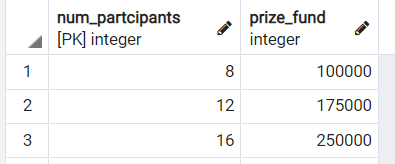 num_partcipants prize_fund
[PK] integer integer
1 8 100000
2 12 175000
3 16 250000